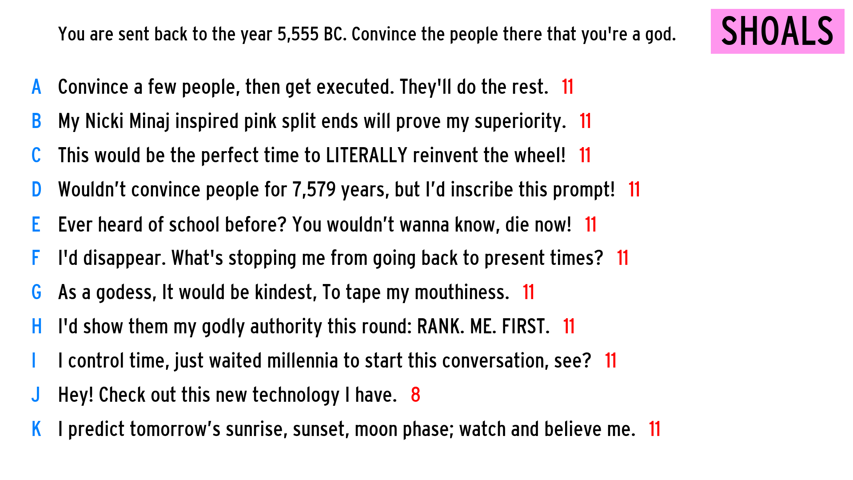 You are sent back to the year 5,555 BC. Convince the people there that you're a god.
SHOALS
A Convince a few people, then get executed. They'll do the rest. 11
B My Nicki Minaj inspired pink split ends will prove my superiority. 11
C This would be the perfect time to LITERALLY reinvent the wheel! 11
D Wouldn’t convince people for 7,579 years, but I’d inscribe this prompt! 11
E Ever heard of school before? You wouldn’t wanna know, die now! 11
F I'd disappear. What's stopping me from going back to present times? 11
G As a godess, It would be kindest, To tape my mouthiness. 11
H I'd show them my godly authority this round: RANK. ME. FIRST. 11
I I control time, just waited millennia to start this conversation, see? 11
J Hey! Check out this new technology I have. 8
K I predict tomorrow’s sunrise, sunset, moon phase; watch and believe me. 11